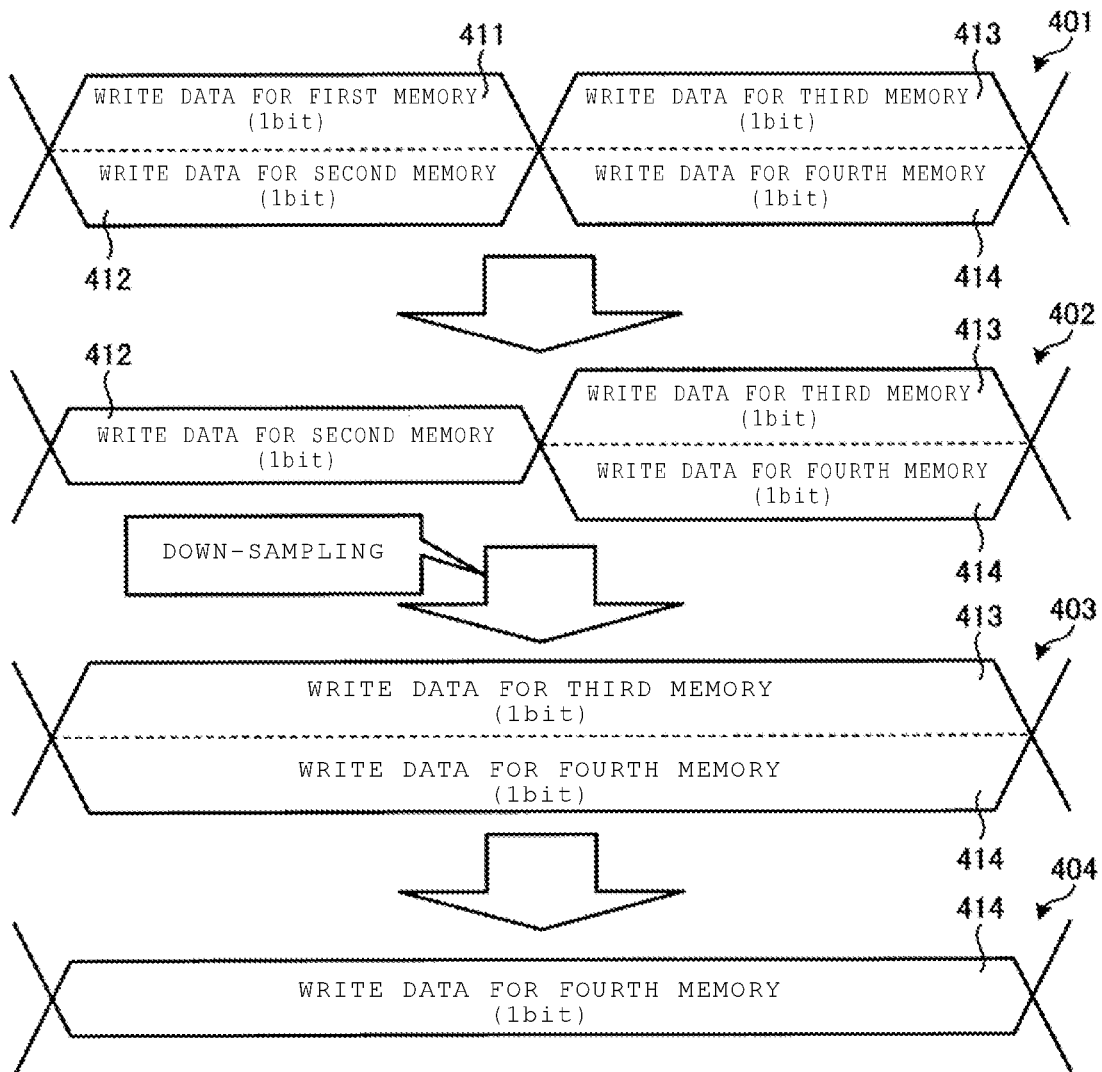 411 413 401
WRITE DATA FOR FIRST MEMORY WRITE DATA FOR THIRD MEMORY
(1bit) (1bit)
WRITE DATA FOR SECOND MEMORY WRITE DATA FOR FOURTH MEMORY
(1bit) (1bit)
412 414
412 413 402
WRITE DATA FOR THIRD MEMORY
(1bit)
WRITE DATA FOR SECOND MEMORY
(1bit)
WRITE DATA FOR FOURTH MEMORY
(1bit)
DOWN-SAMPLING
414
413 403
WRITE DATA FOR THIRD MEMORY
(1bit)
WRITE DATA FOR FOURTH MEMORY
(1bit)
414
414 404
WRITE DATA FOR FOURTH MEMORY
(1bit)